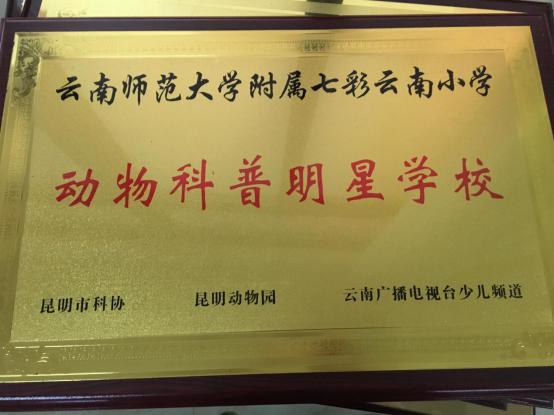 云南师范大学附属七彩云南小学
动物科普明星学校
昆明市科协 昆明动物园 云南广播电视台少儿频道